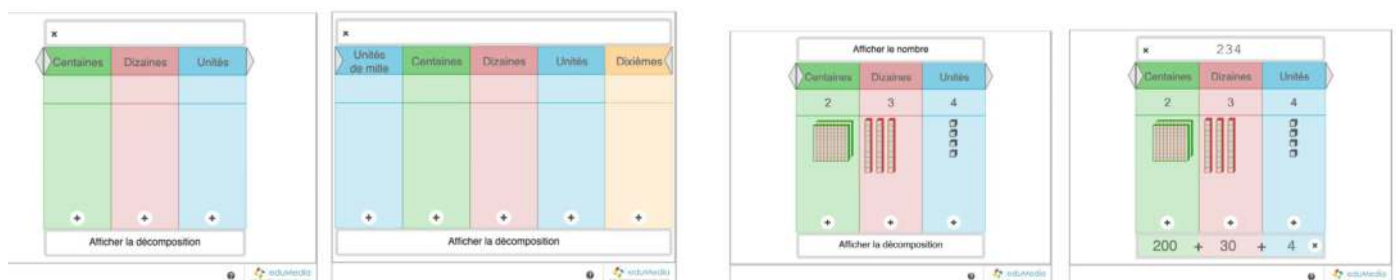 ×
Centaines Dizaines Unités
+ + +
Afficher la décomposition
? eduMedia
×
Unités
de mille Centaines Dizaines Unités Dixièmes
+ + + + +
Afficher la décomposition
? eduMedia
Afficher le nombre
Centaines Dizaines Unités
2 3 4
+ + +
Afficher la décomposition
? eduMedia
× 234
Centaines Dizaines Unités
2 3 4
+ + +
200 + 30 + 4 ×
? eduMedia